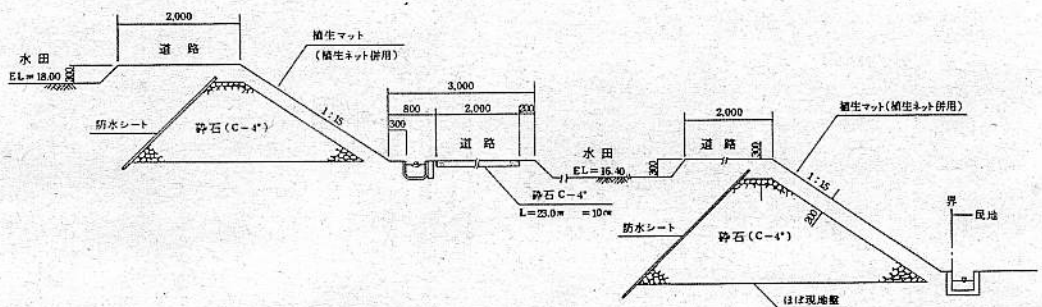 2,000
道路
水田
EL=18.00
300
植生マット
(植生ネット併用)
1:15
防水シート
砕石(C-4°)
3,000
800
2,000
200
300
道路
水田
EL=16.40
砕石 C-4°
L=23.0m =10cm
300
2,000
道路
300
植生マット(植生ネット併用)
1:15
200
防水シート
砕石(C-4°)
ほぼ現地盤
界
民地